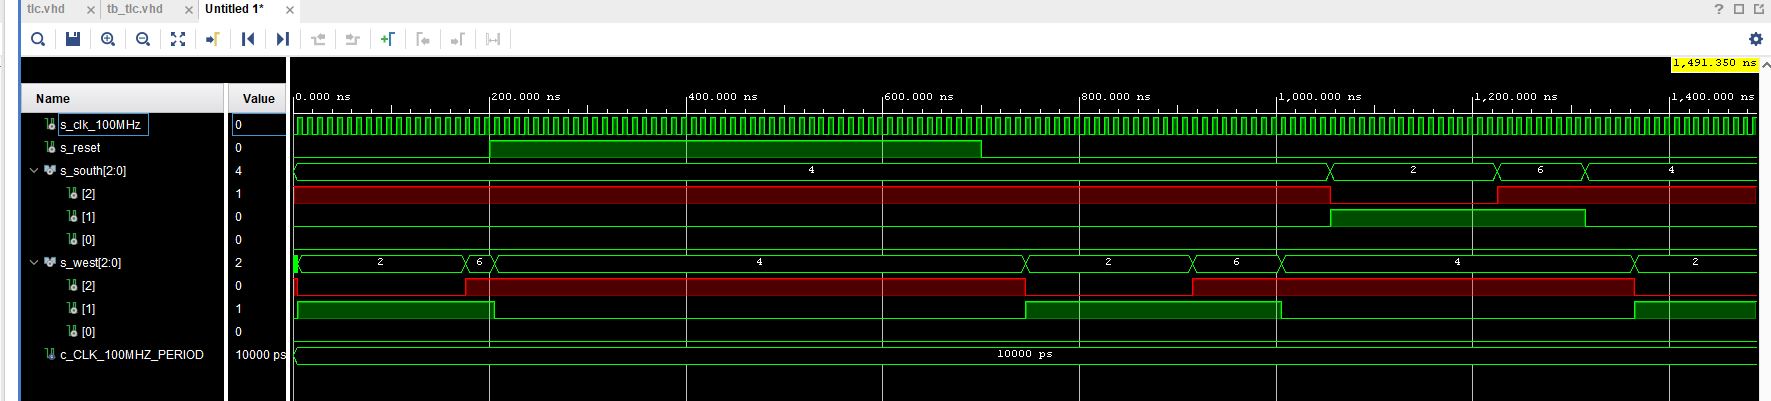 tlc.vhd × tb_tlc.vhd × Untitled 1* ×
?
1,491.350 ns
Name Value
0.000 ns 200.000 ns 400.000 ns 600.000 ns 800.000 ns 1,000.000 ns 1,200.000 ns 1,400.000 ns
s_clk_100MHz 0
s_reset 0
s_south[2:0] 4 4 2 6 4
[2] 1
[1] 0
[0] 0
s_west[2:0] 2 2 6 4 2 6 4 2
[2] 0
[1] 1
[0] 0
c_CLK_100MHZ_PERIOD 10000 ps 10000 ps